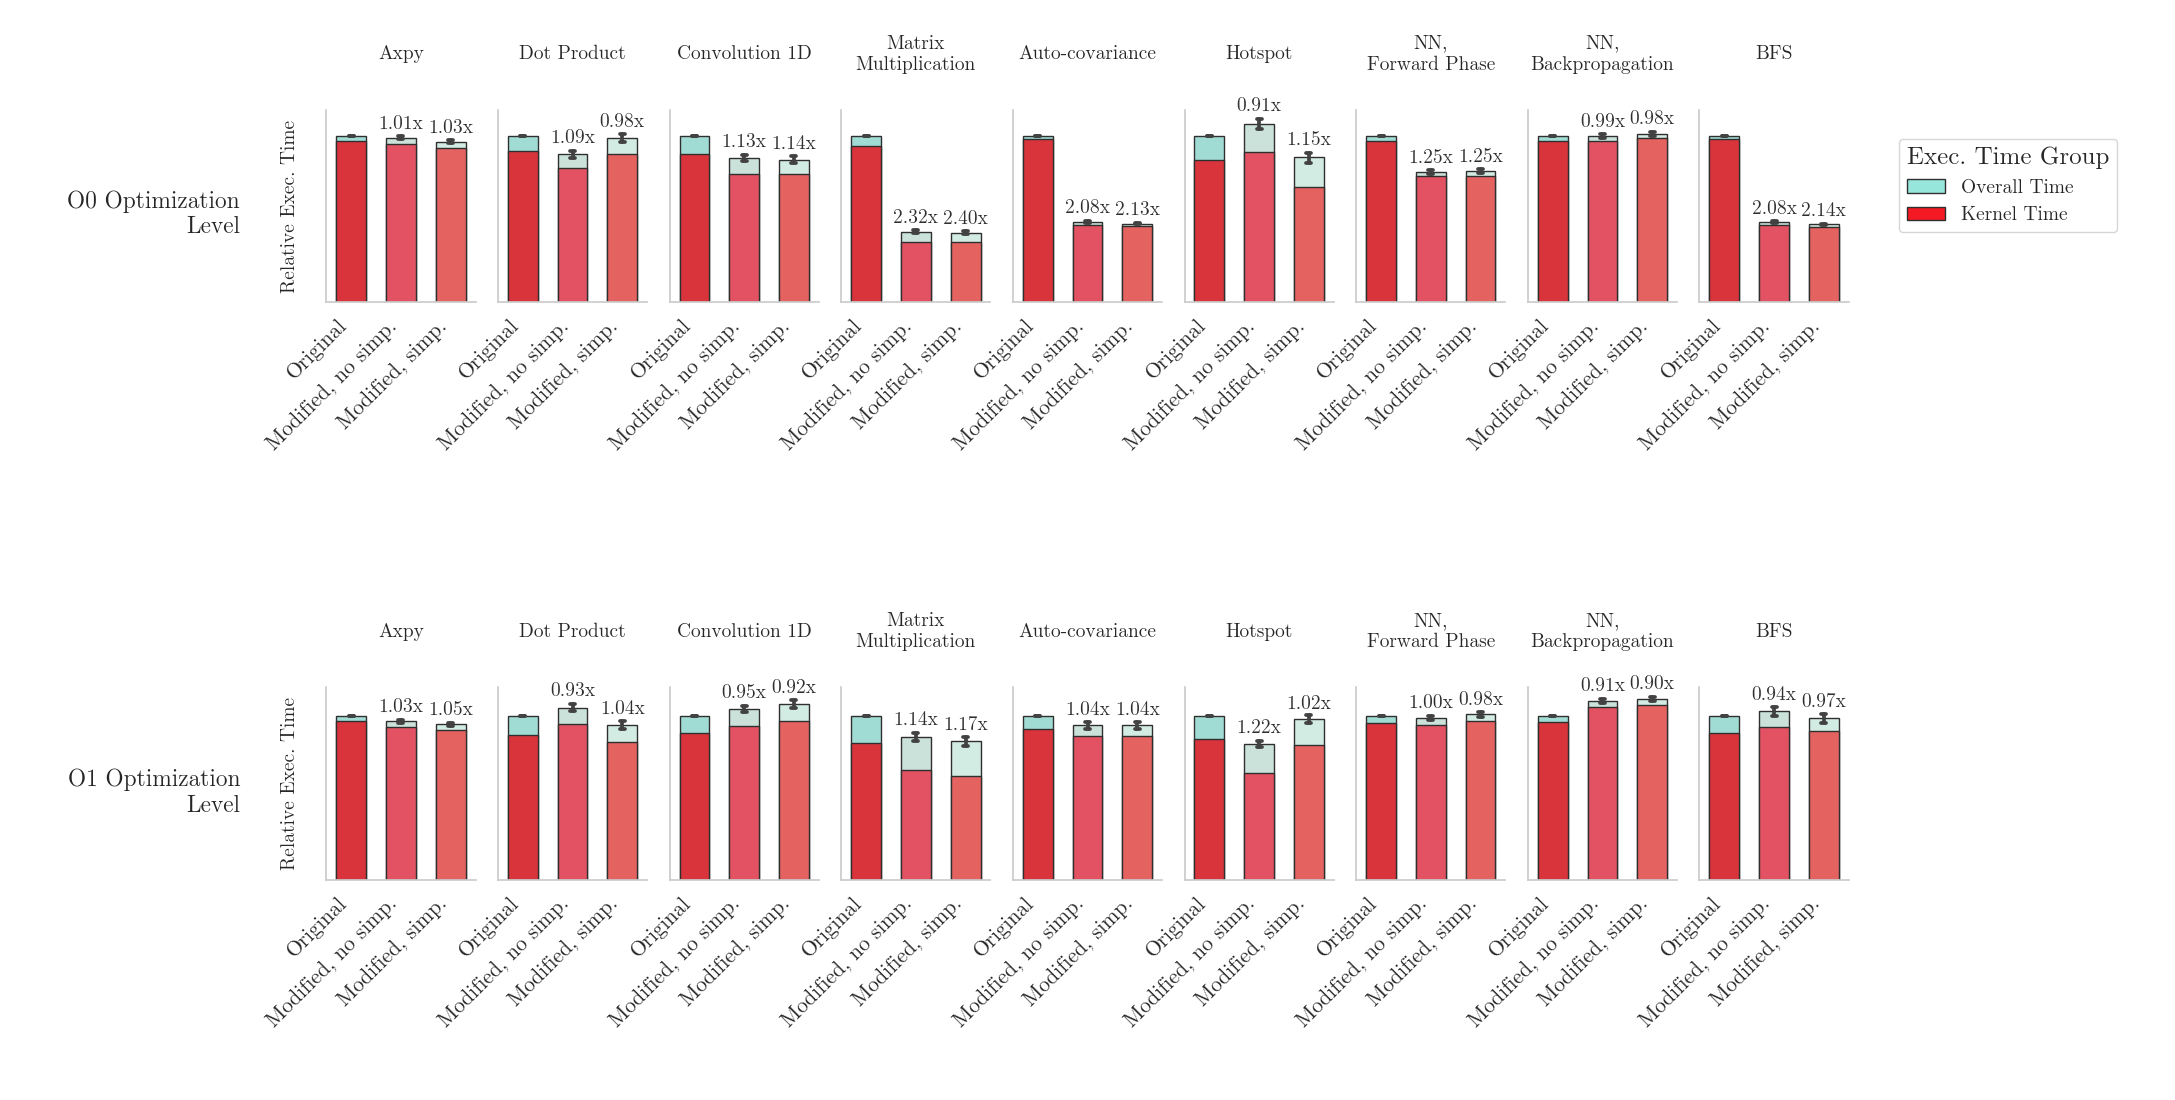 Axpy
Dot Product
Convolution 1D
Matrix
Multiplication
Auto-covariance
Hotspot
NN,
Forward Phase
NN,
Backpropagation
BFS
O0 Optimization
Level
Relative Exec. Time
1.01x
1.03x
1.09x
0.98x
1.13x
1.14x
2.32x
2.40x
2.08x
2.13x
0.91x
1.15x
1.25x
1.25x
0.99x
0.98x
2.08x
2.14x
Exec. Time Group
Overall Time
Kernel Time
Original
Modified, no simp.
Modified, simp.
Original
Modified, no simp.
Modified, simp.
Original
Modified, no simp.
Modified, simp.
Original
Modified, no simp.
Modified, simp.
Original
Modified, no simp.
Modified, simp.
Original
Modified, no simp.
Modified, simp.
Original
Modified, no simp.
Modified, simp.
Original
Modified, no simp.
Modified, simp.
Original
Modified, no simp.
Modified, simp.
Axpy
Dot Product
Convolution 1D
Matrix
Multiplication
Auto-covariance
Hotspot
NN,
Forward Phase
NN,
Backpropagation
BFS
O1 Optimization
Level
Relative Exec. Time
1.03x
1.05x
0.93x
1.04x
0.95x
0.92x
1.14x
1.17x
1.04x
1.04x
1.22x
1.02x
1.00x
0.98x
0.91x
0.90x
0.94x
0.97x
Original
Modified, no simp.
Modified, simp.
Original
Modified, no simp.
Modified, simp.
Original
Modified, no simp.
Modified, simp.
Original
Modified, no simp.
Modified, simp.
Original
Modified, no simp.
Modified, simp.
Original
Modified, no simp.
Modified, simp.
Original
Modified, no simp.
Modified, simp.
Original
Modified, no simp.
Modified, simp.
Original
Modified, no simp.
Modified, simp.